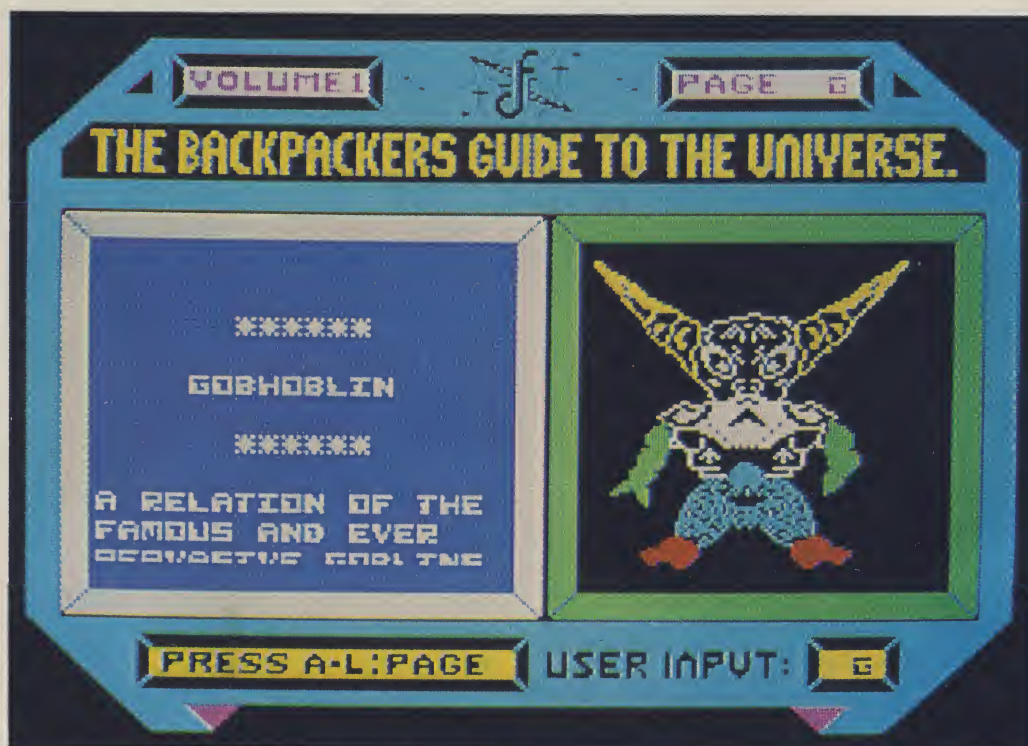 VOLUME 1
PAGE G
THE BACKPACKERS GUIDE TO THE UNIVERSE.
******
GOBHOBLIN
******
A RELATION OF THE
FAMOUS AND EVER
PRESS A-L:PAGE
USER INPUT: G